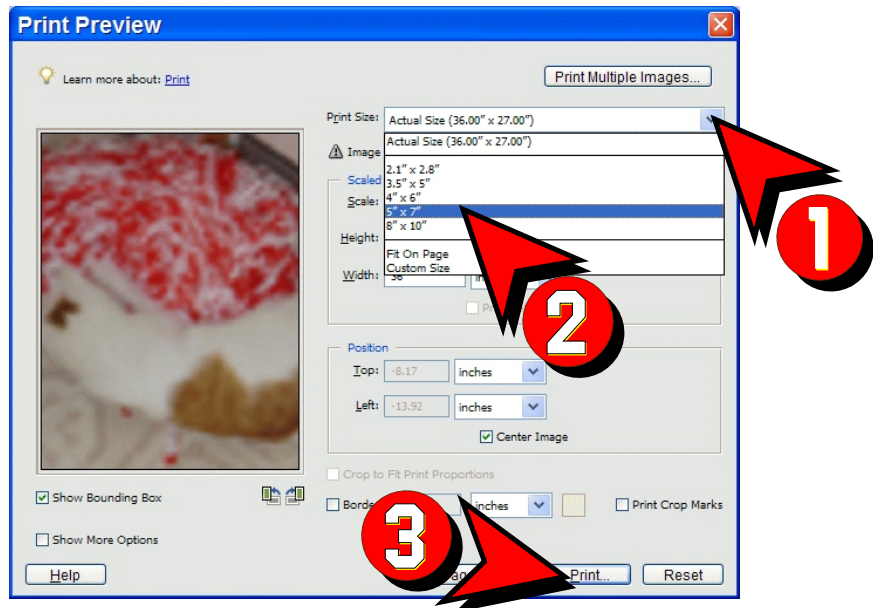 Print Preview
Learn more about: Print
Print Multiple Images...
Print Size: Actual Size (36.00" x 27.00")
Actual Size (36.00" x 27.00")
Image
2.1" x 2.8"
Scaled
3.5" x 5"
Scale:
4" x 6"
5" x 7"
8" x 10"
Height:
Fit On Page
Custom Size
Width: 36
1
2
Position
Top: -8.17 inches
Left: -13.92 inches
Center Image
Crop to Fit Print Proportions
Show Bounding Box
inches
Print Crop Marks
3
Show More Options
Help
Print...
Reset